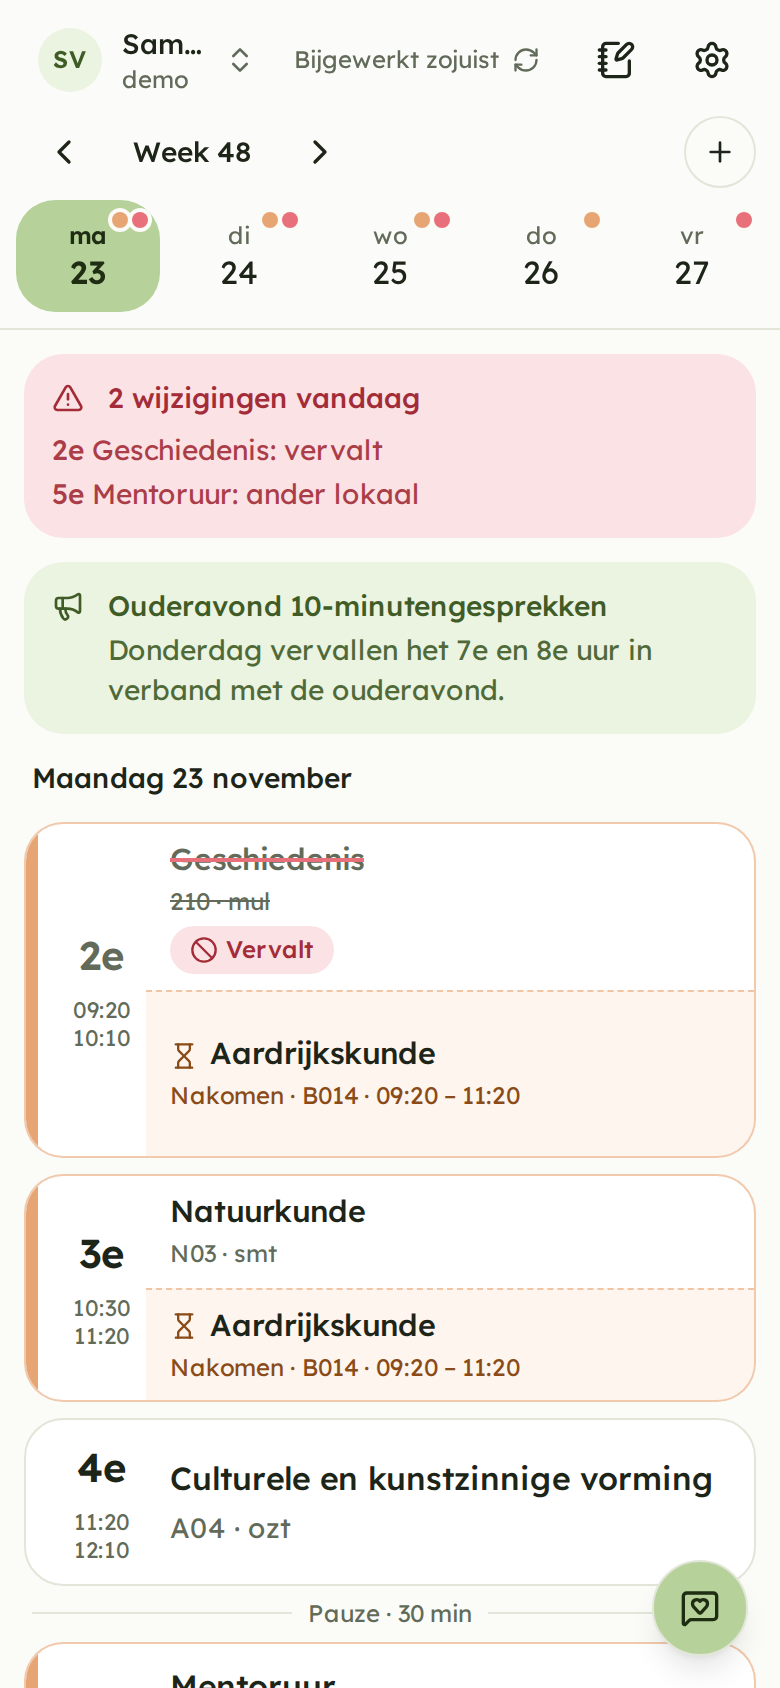 SV
Sam...
demo
Bijgewerkt zojuist
Week 48
ma
23
di
24
wo
25
do
26
vr
27
2 wijzigingen vandaag
2e Geschiedenis: vervalt
5e Mentoruur: ander lokaal
Ouderavond 10-minutengesprekken
Donderdag vervallen het 7e en 8e uur in
verband met de ouderavond.
Maandag 23 november
2e
09:20
10:10
Geschiedenis
210 · mul
Vervalt
Aardrijkskunde
Nakomen · B014 · 09:20 – 11:20
3e
10:30
11:20
Natuurkunde
N03 · smt
Aardrijkskunde
Nakomen · B014 · 09:20 – 11:20
4e
11:20
12:10
Culturele en kunstzinnige vorming
A04 · ozt
Pauze · 30 min
Mentoruur